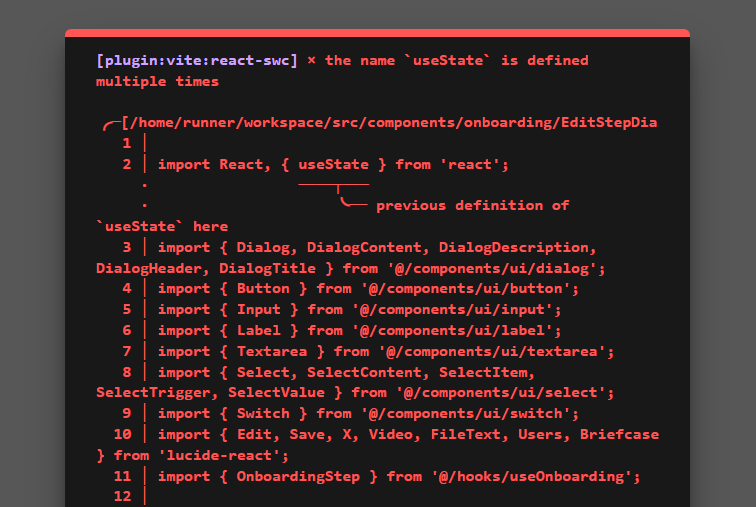 [plugin:vite:react-swc] × the name `useState` is defined
multiple times
╭─[/home/runner/workspace/src/components/onboarding/EditStepDia
1 │
2 │ import React, { useState } from 'react';
· ────┬───
· ╰── previous definition of
`useState` here
3 │ import { Dialog, DialogContent, DialogDescription,
DialogHeader, DialogTitle } from '@/components/ui/dialog';
4 │ import { Button } from '@/components/ui/button';
5 │ import { Input } from '@/components/ui/input';
6 │ import { Label } from '@/components/ui/label';
7 │ import { Textarea } from '@/components/ui/textarea';
8 │ import { Select, SelectContent, SelectItem,
SelectTrigger, SelectValue } from '@/components/ui/select';
9 │ import { Switch } from '@/components/ui/switch';
10 │ import { Edit, Save, X, Video, FileText, Users, Briefcase
} from 'lucide-react';
11 │ import { OnboardingStep } from '@/hooks/useOnboarding';
12 │